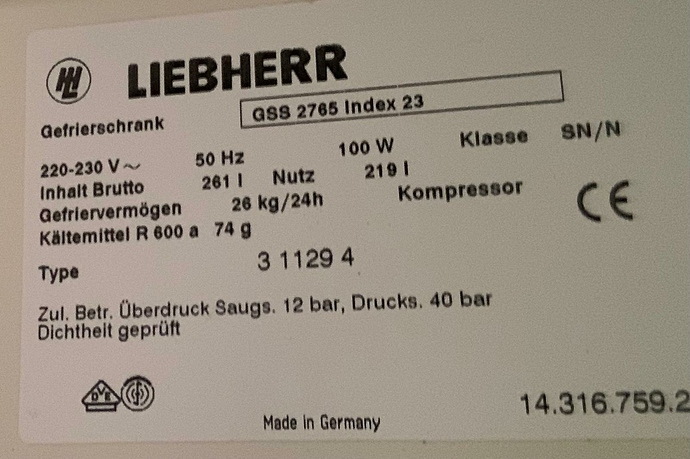 LIEBHERR
Gefrierschrank GSS 2765 Index 23
220-230 V~ 50 Hz 100 W Klasse SN/N
Inhalt Brutto 261 l Nutz 219 l
Gefriervermögen 26 kg/24h Kompressor
CE
Kältemittel R 600 a 74 g
Type 3 1129 4
Zul. Betr. Überdruck Saugs. 12 bar, Drucks. 40 bar
Dichtheit geprüft
DVE
Made in Germany 14.316.759.2